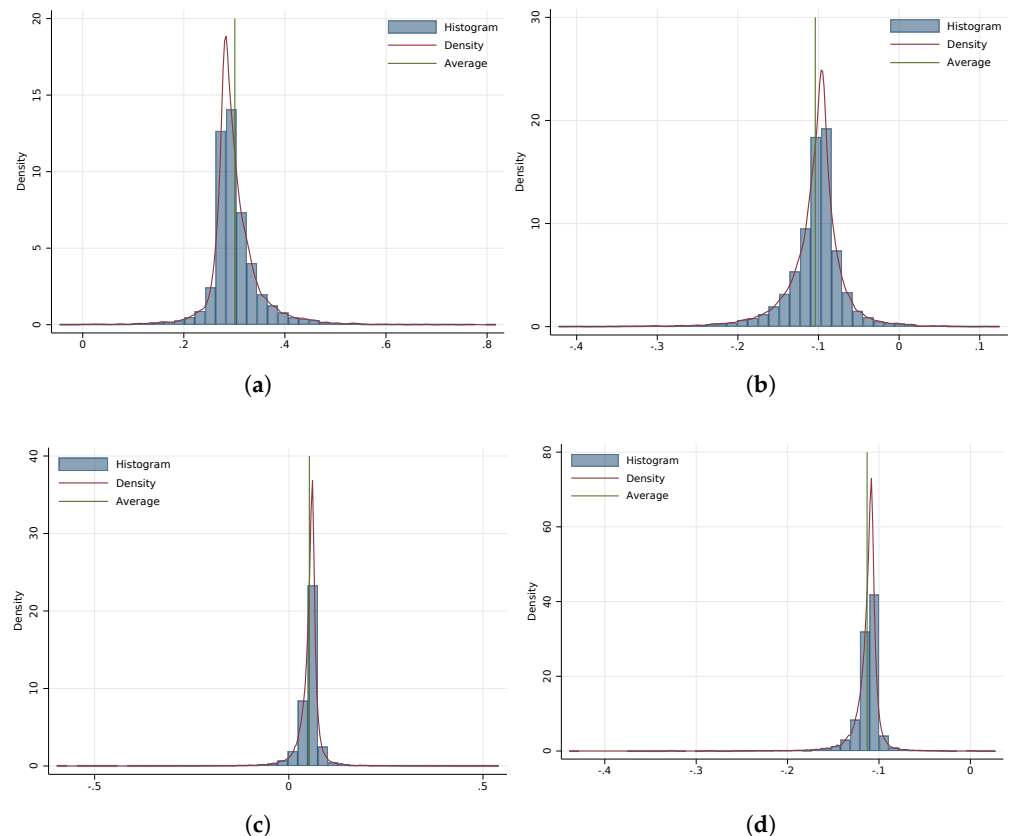 20
15
10
5
0
Density
0
.2
.4
.6
.8
Histogram
Density
Average
(a)
30
20
10
0
Density
-.4
-.3
-.2
-.1
0
.1
Histogram
Density
Average
(b)
40
30
20
10
0
Density
-.5
0
.5
Histogram
Density
Average
(c)
80
60
40
20
0
Density
-.4
-.3
-.2
-.1
0
Histogram
Density
Average
(d)